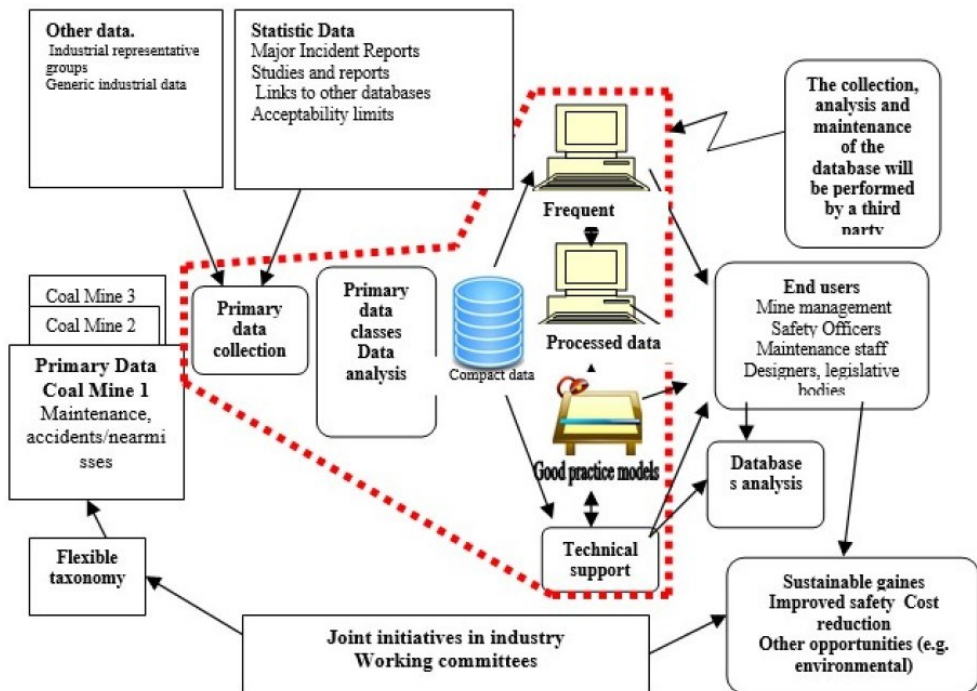 Other data.
Industrial representative
groups
Generic industrial data
Statistic Data
Major Incident Reports
Studies and reports
Links to other databases
Acceptability limits
The collection,
analysis and
maintenance
of the
database will
be performed
by a third
party
Frequent
Coal Mine 3
Coal Mine 2
Primary Data
Coal Mine 1
Maintenance,
accidents/nearmi
sses
Primary
data
collection
Primary
data
classes
Data
analysis
Compact data
Processed data
Good practice models
End users
Mine management
Safety Officers
Maintenance staff
Designers, legislative
bodies
Database
s analysis
Flexible
taxonomy
Technical
support
Joint initiatives in industry
Working committees
Sustainable gaines
Improved safety Cost
reduction
Other opportunities (e.g.
environmental)